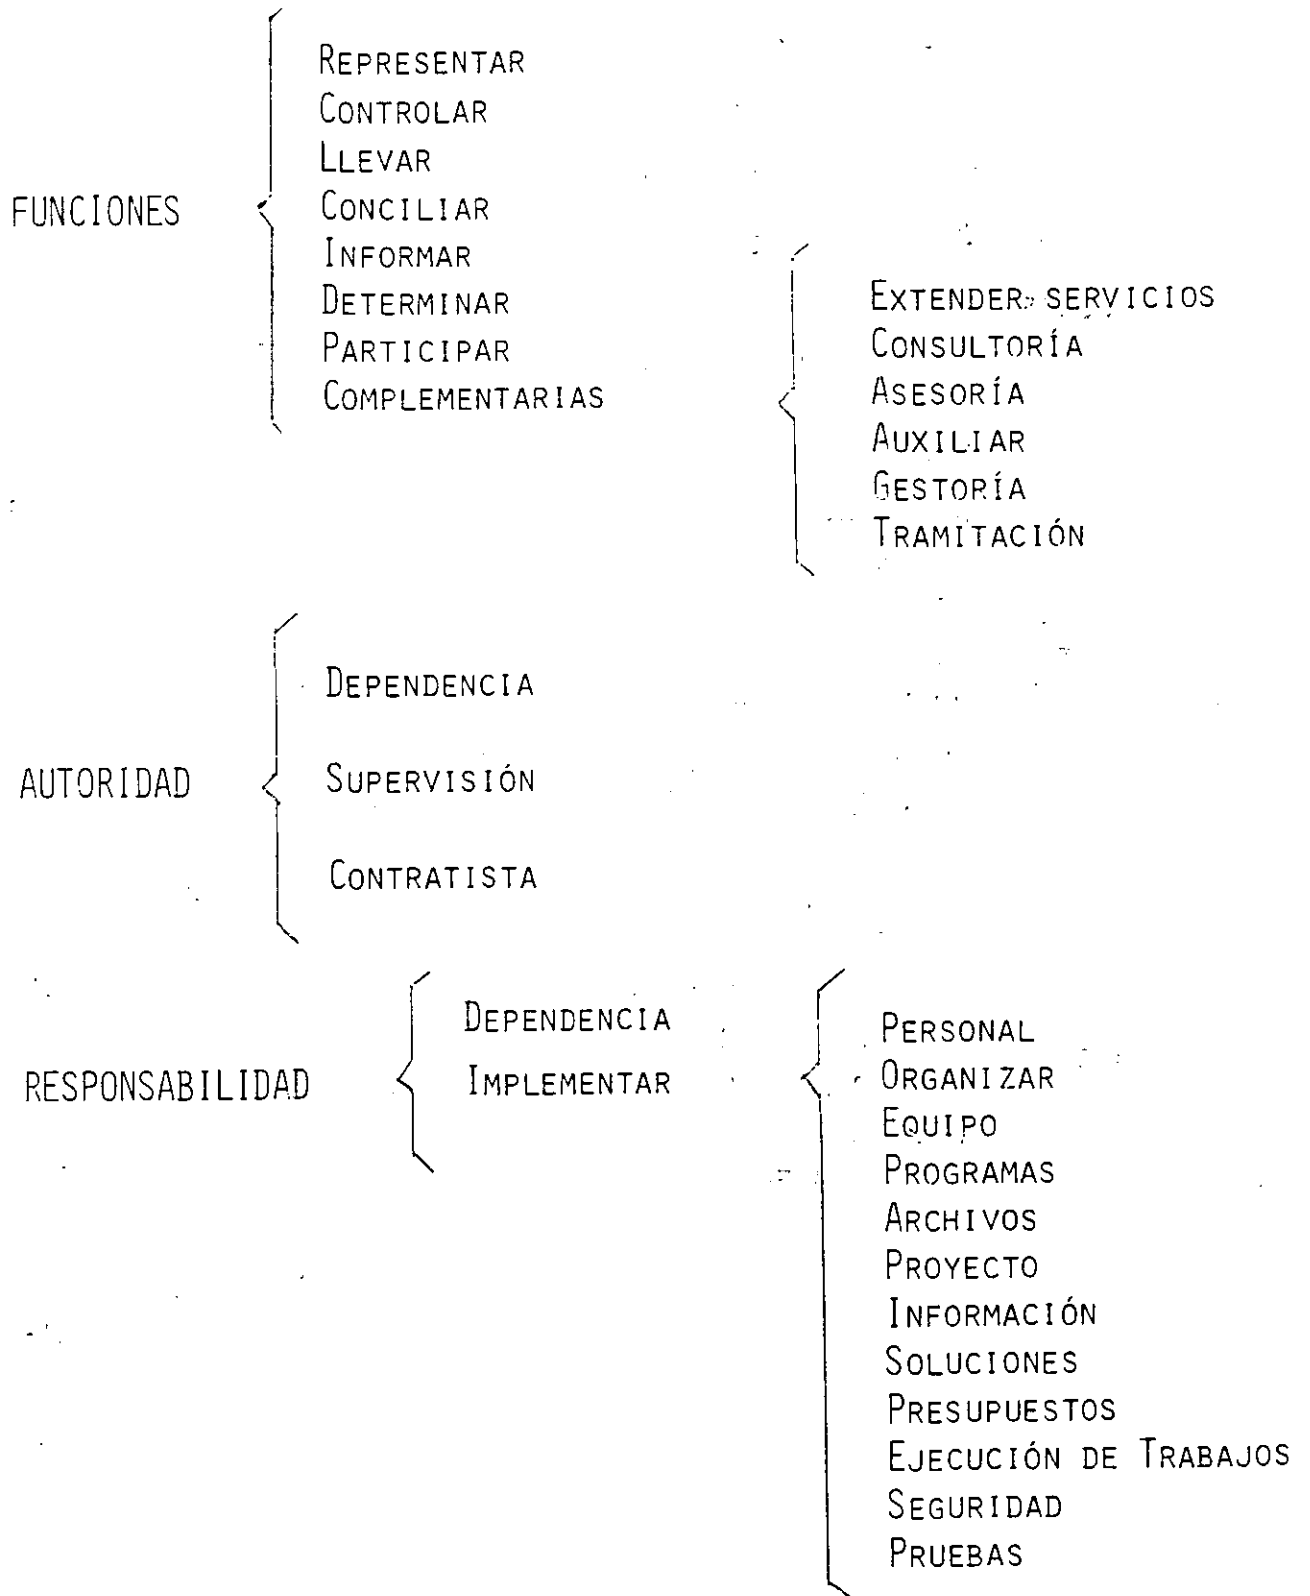 FUNCIONES
REPRESENTAR
CONTROLAR
LLEVAR
CONCILIAR
INFORMAR
DETERMINAR
PARTICIPAR
COMPLEMENTARIAS
EXTENDER SERVICIOS
CONSULTORÍA
ASESORÍA
AUXILIAR
GESTORÍA
TRAMITACIÓN
AUTORIDAD
DEPENDENCIA
SUPERVISIÓN
CONTRATISTA
RESPONSABILIDAD
DEPENDENCIA
IMPLEMENTAR
PERSONAL
ORGANIZAR
EQUIPO
PROGRAMAS
ARCHIVOS
PROYECTO
INFORMACIÓN
SOLUCIONES
PRESUPUESTOS
EJECUCIÓN DE TRABAJOS
SEGURIDAD
PRUEBAS